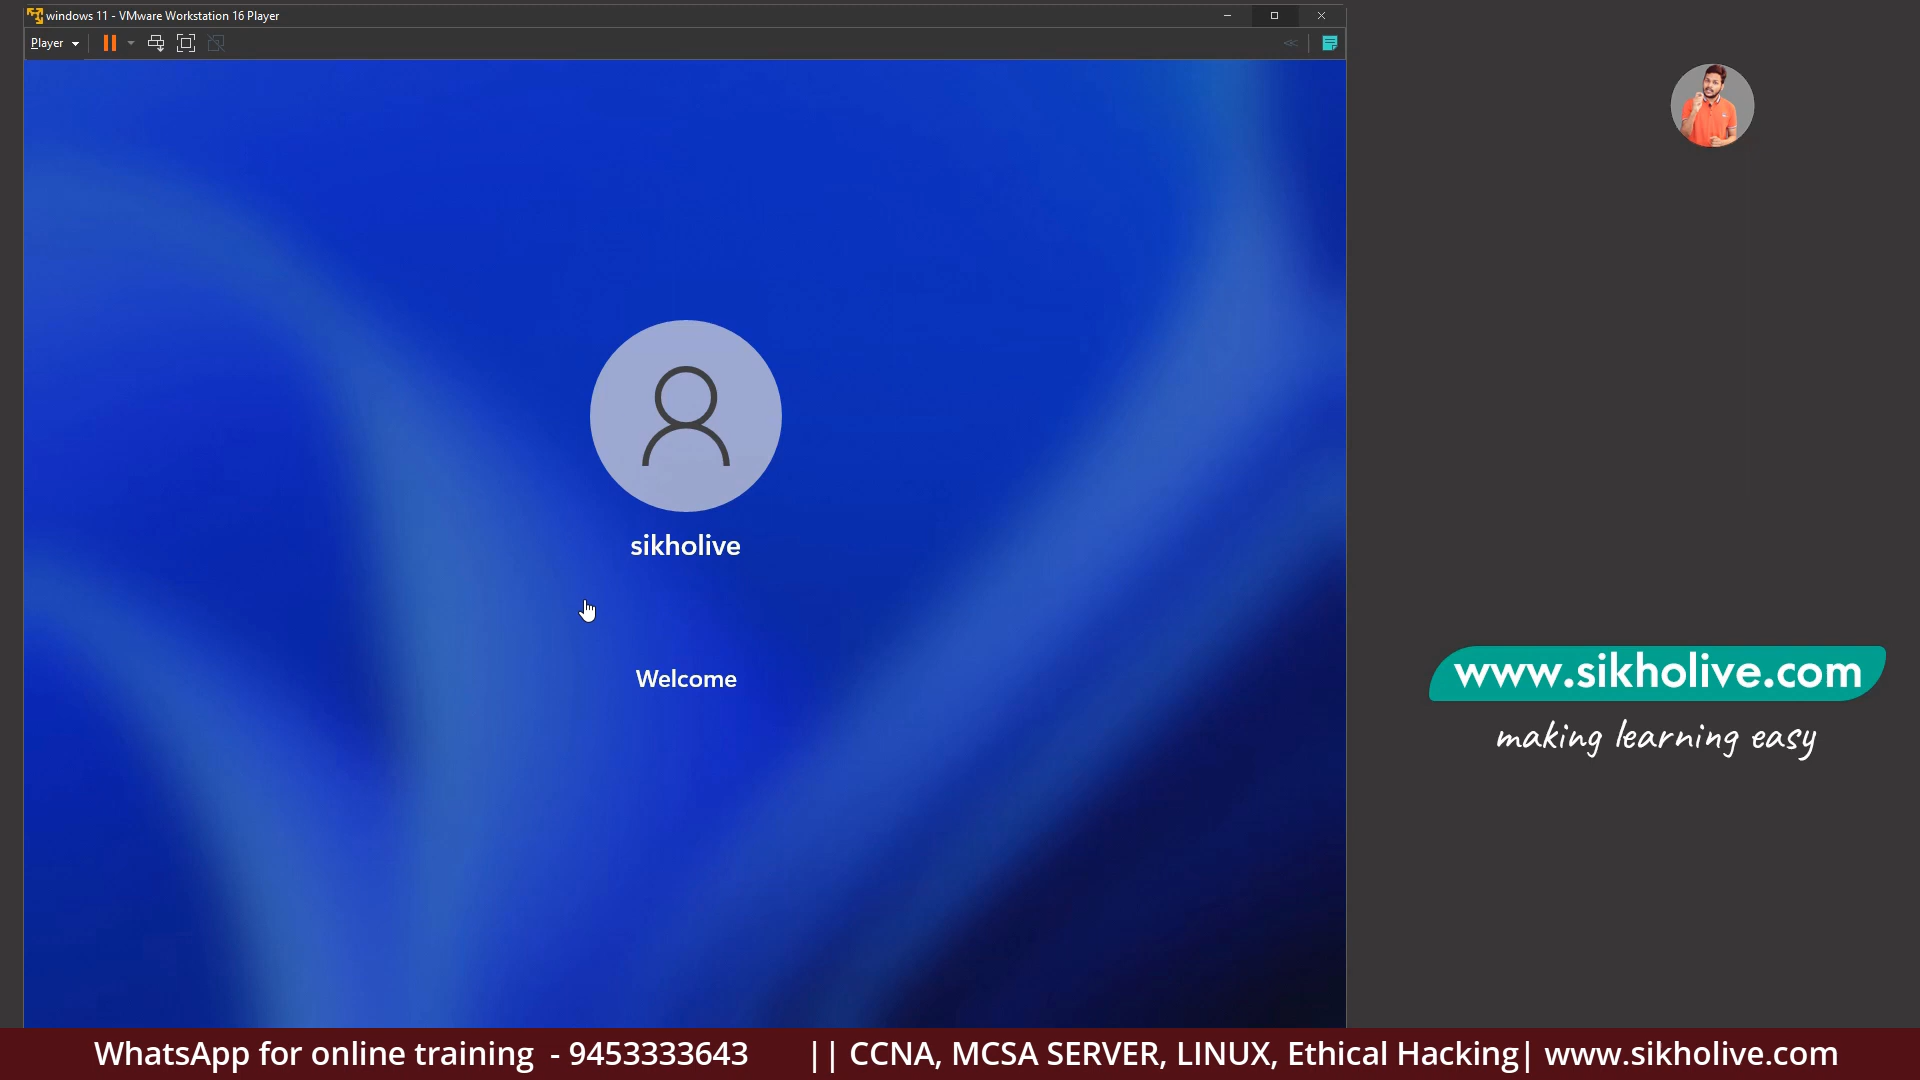 windows 11 - VMware Workstation 16 Player
Player
sikholive
Welcome
www.sikholive.com
making learning easy
WhatsApp for online training - 9453333643 || CCNA, MCSA SERVER, LINUX, Ethical Hacking| www.sikholive.com